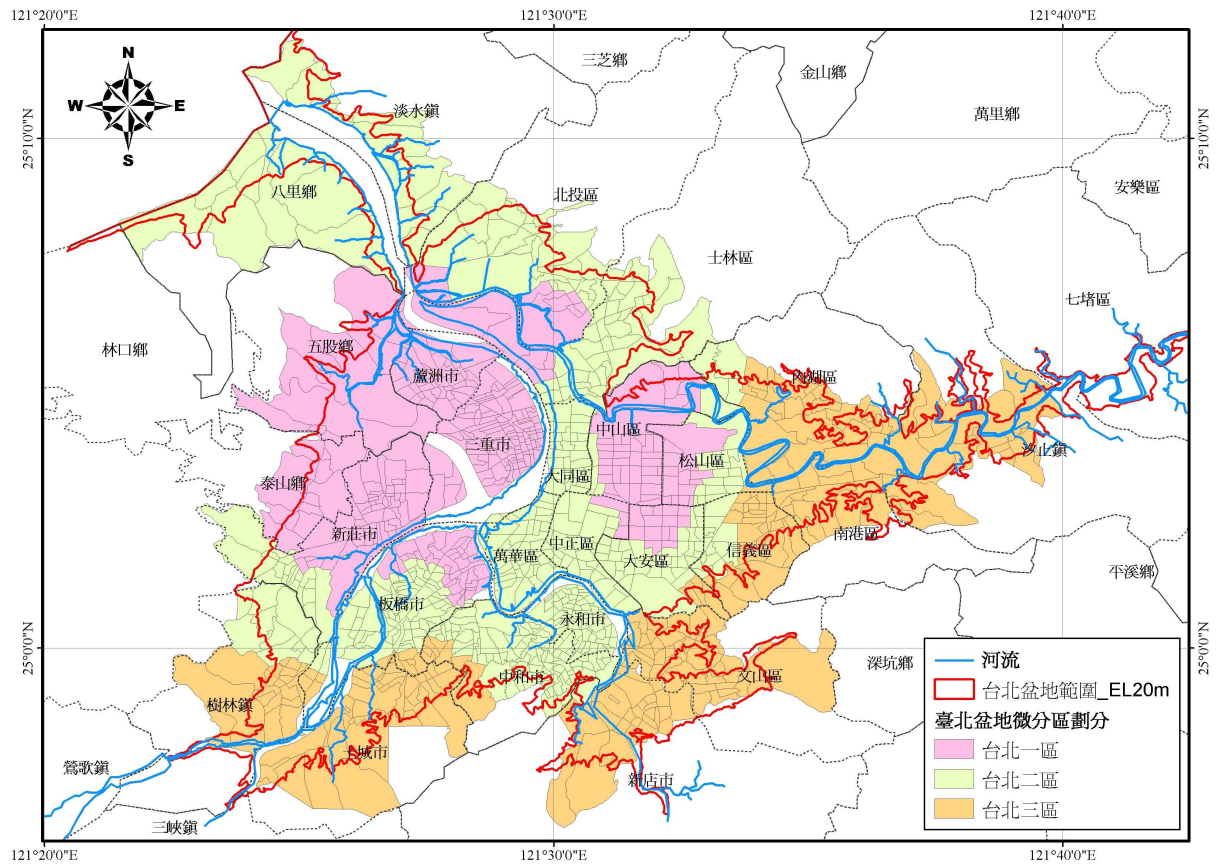 121°20'0"E
121°30'0"E
121°40'0"E
三芝鄉
金山鄉
N
W
E
S
淡水鎮
萬里鄉
25°10'0"N
25°10'0"N
安樂區
八里鄉
北投區
士林區
七堵區
林口鄉
五股鄉
蘆洲市
內湖區
中山區
三重市
松山區
汐止鎮
大同區
泰山鄉
新莊市
萬華區
中正區
大安區
信義區
南港區
平溪鄉
板橋市
永和市
25°0'0"N
25°0'0"N
深坑鄉
中和市
文山區
樹林鎮
土城市
鶯歌鎮
新店市
三峽鎮
河流
台北盆地範圍_EL20m
臺北盆地微分區劃分
台北一區
台北二區
台北三區
121°20'0"E
121°30'0"E
121°40'0"E